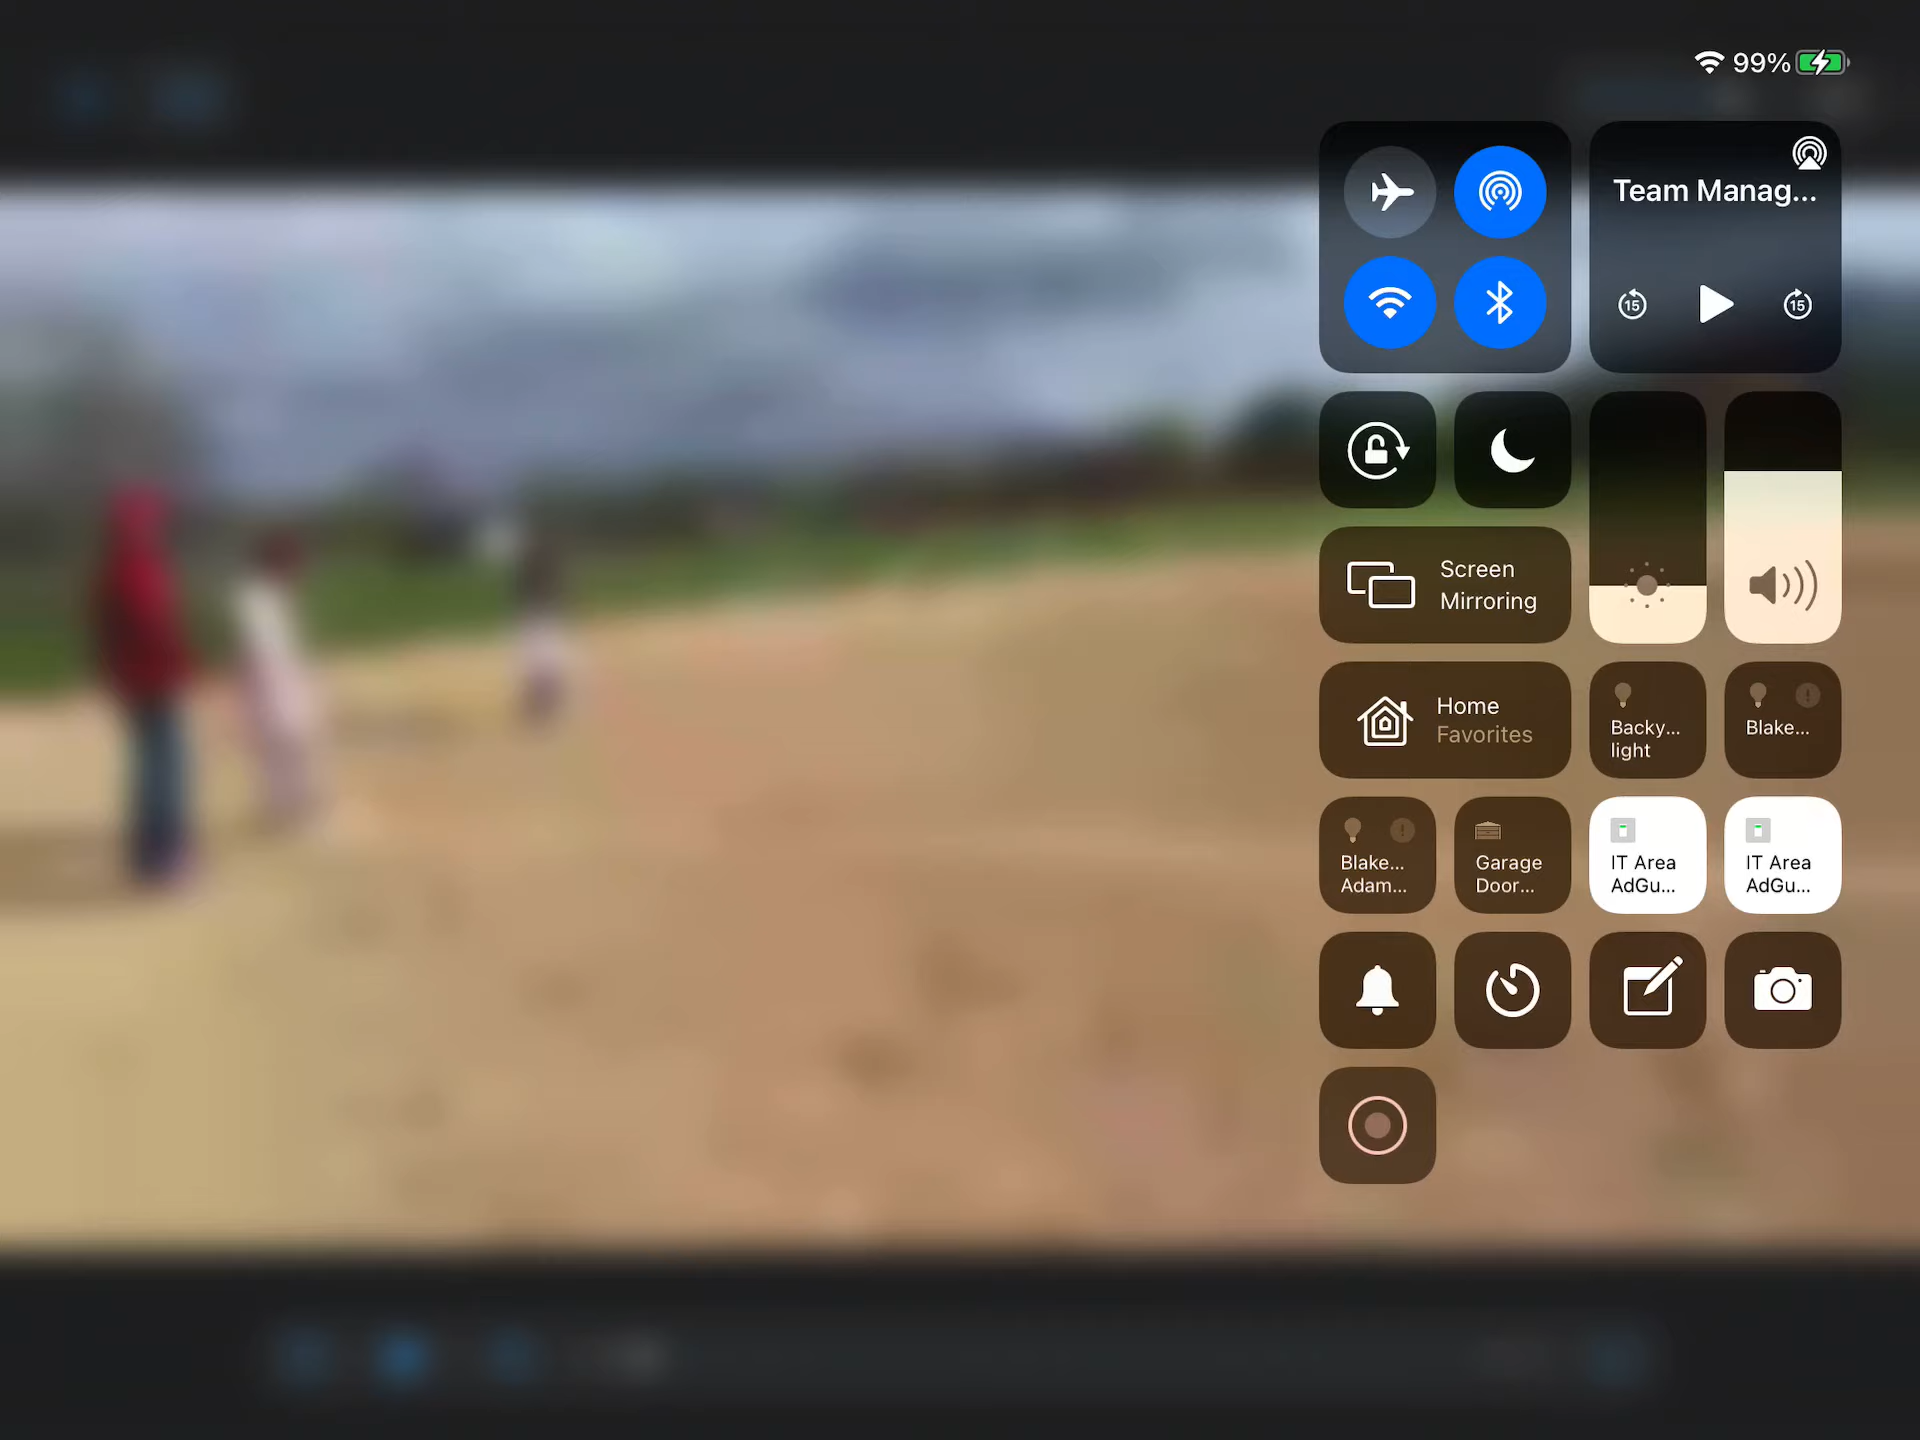 99%
Team Manag...
15
15
Screen
Mirroring
Home
Favorites
Backy...
light
Blake...
Blake...
Adam...
Garage
Door...
IT Area
AdGu...
IT Area
AdGu...